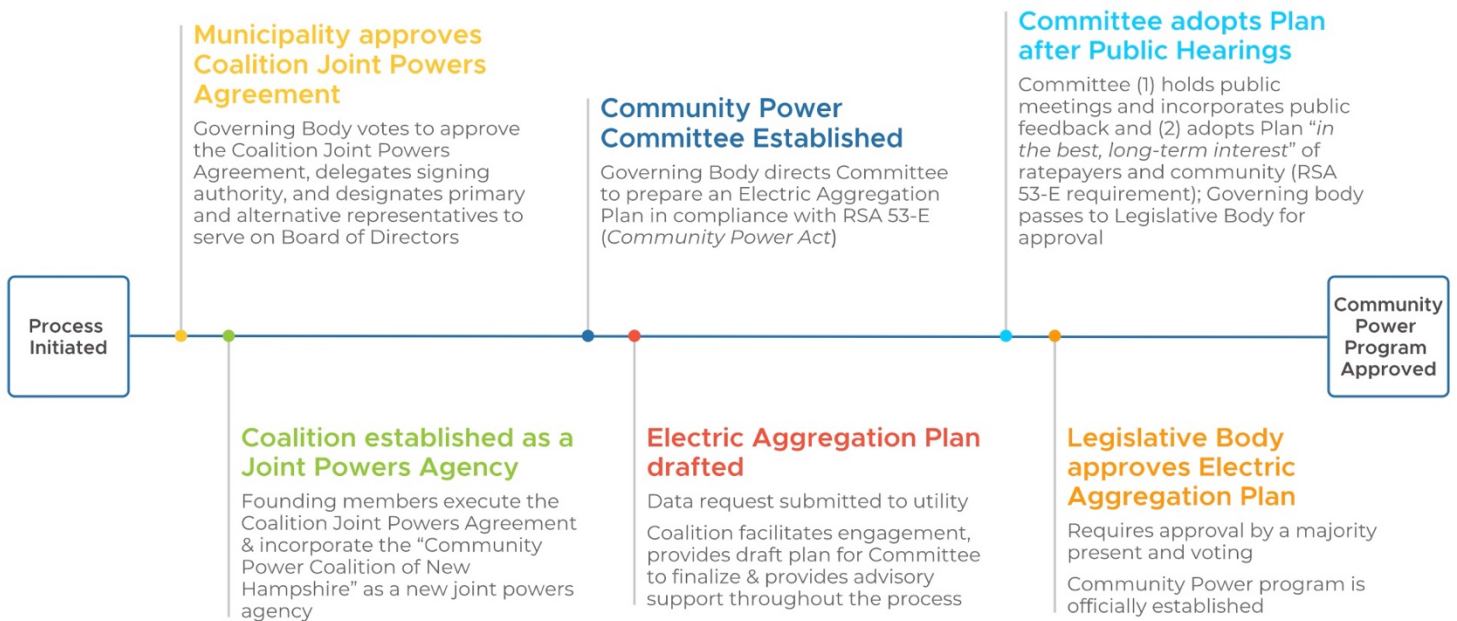 Process
Initiated
Municipality approves
Coalition Joint Powers
Agreement
Governing Body votes to approve
the Coalition Joint Powers
Agreement, delegates signing
authority, and designates primary
and alternative representatives to
serve on Board of Directors
Coalition established as a
Joint Powers Agency
Founding members execute the
Coalition Joint Powers Agreement
& incorporate the “Community
Power Coalition of New
Hampshire” as a new joint powers
agency
Community Power
Committee Established
Governing Body directs Committee
to prepare an Electric Aggregation
Plan in compliance with RSA 53-E
(Community Power Act)
Electric Aggregation Plan
drafted
Data request submitted to utility
Coalition facilitates engagement,
provides draft plan for Committee
to finalize & provides advisory
support throughout the process
Committee adopts Plan
after Public Hearings
Committee (1) holds public
meetings and incorporates public
feedback and (2) adopts Plan “in
the best, long-term interest” of
ratepayers and community (RSA
53-E requirement); Governing body
passes to Legislative Body for
approval
Legislative Body
approves Electric
Aggregation Plan
Requires approval by a majority
present and voting
Community Power program is
officially established
Community
Power
Program
Approved